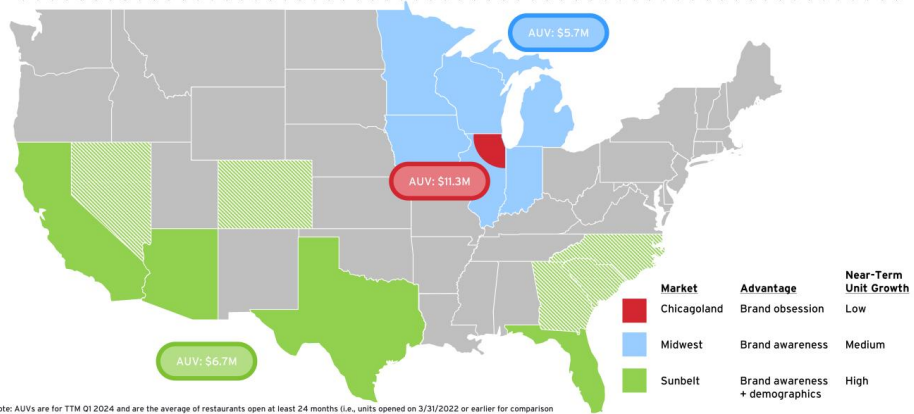 AUV: $5.7M
AUV: $11.3M
AUV: $6.7M
Market Advantage Near-Term Unit Growth
Chicagoland Brand obsession Low
Midwest Brand awareness Medium
Sunbelt Brand awareness + demographics High
ote: AUVs are for TTM Q1 2024 and are the average of restaurants open at least 24 months (i.e., units opened on 3/31/2022 or earlier for comparison